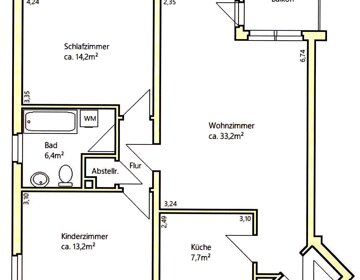 Balkon
4,24
2,35
Schlafzimmer
ca. 14,2m²
6,74
3,35
WM
Wohnzimmer
ca. 33,2m²
Bad
6,4m²
Abstellr.
Flur
3,10
3,24
2,49
3,10
Kinderzimmer
ca. 13,2m²
Küche
7,7m²